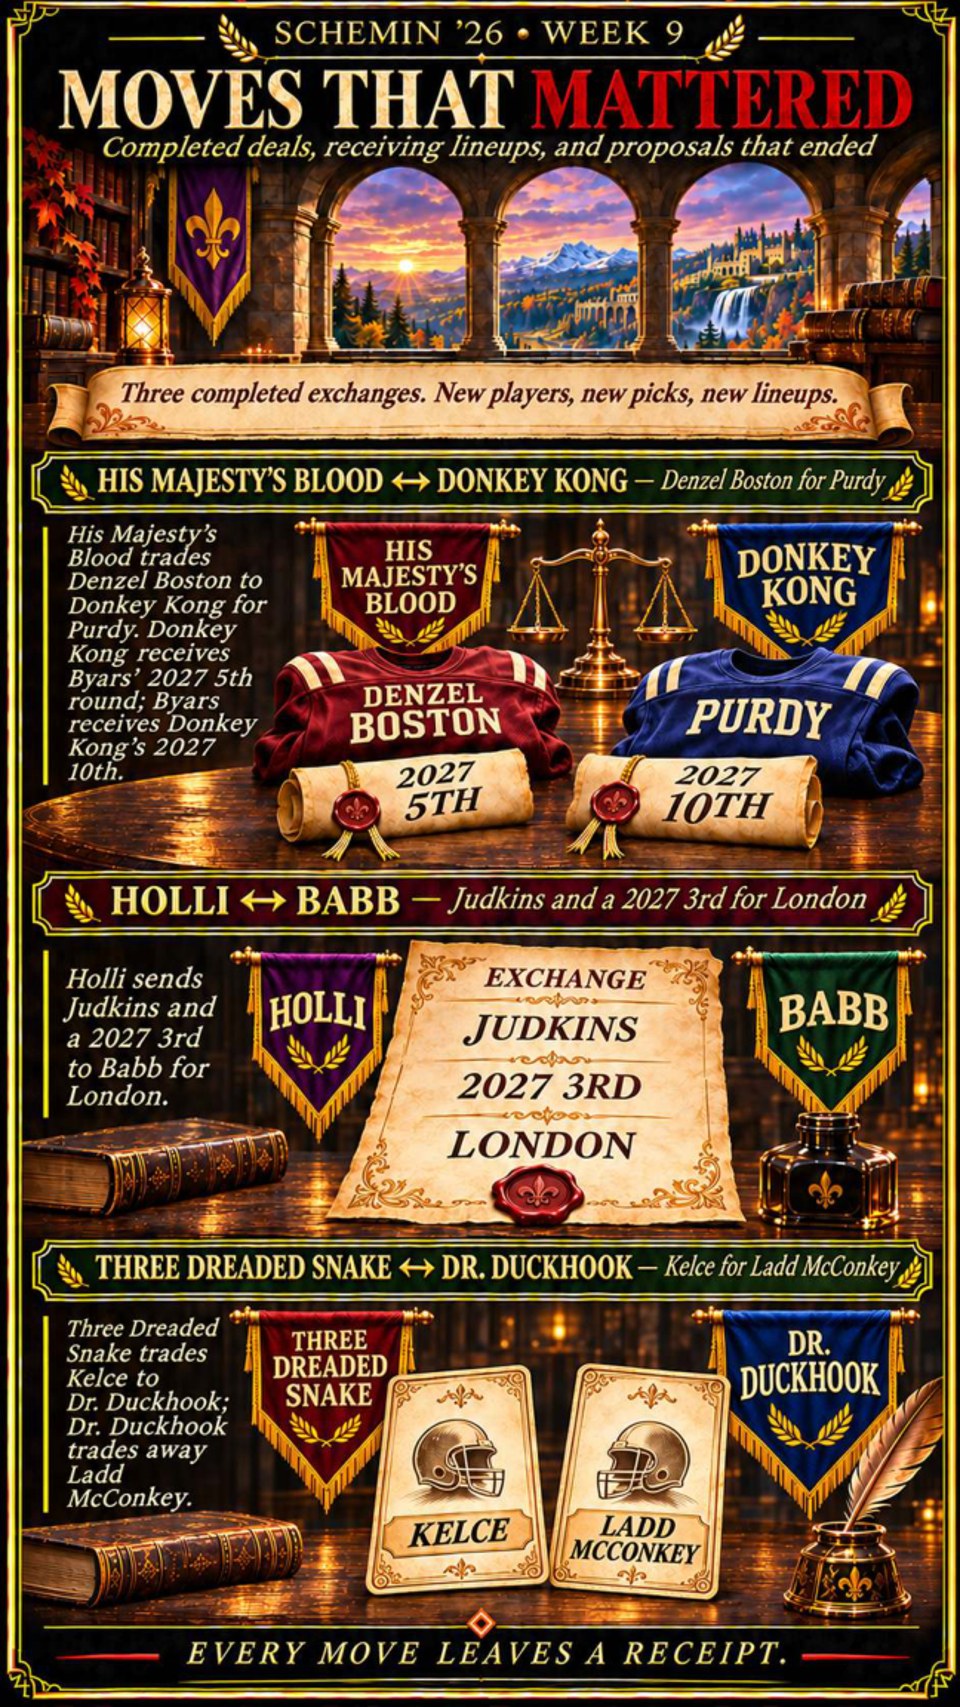 SCHEMIN '26 • WEEK 9
MOVES THAT MATTERED
Completed deals, receiving lineups, and proposals that ended
Three completed exchanges. New players, new picks, new lineups.
HIS MAJESTY'S BLOOD ↔ DONKEY KONG — Denzel Boston for Purdy
His Majesty's
Blood trades
Denzel Boston to
Donkey Kong for
Purdy. Donkey
Kong receives
Byars' 2027 5th
round; Byars
receives Donkey
Kong's 2027
10th.
HIS
MAJESTY'S
BLOOD
DONKEY
KONG
DENZEL
BOSTON
PURDY
2027
5TH
2027
10TH
HOLLI ↔ BABB — Judkins and a 2027 3rd for London
Holli sends
Judkins and
a 2027 3rd
to Babb for
London.
HOLLI
EXCHANGE
JUDKINS
2027 3RD
LONDON
BABB
THREE DREADED SNAKE ↔ DR. DUCKHOOK — Kelce for Ladd McConkey
Three Dreaded
Snake trades
Kelce to
Dr. Duckhook;
Dr. Duckhook
trades away
Ladd
McConkey.
THREE
DREADED
SNAKE
DR.
DUCKHOOK
KELCE
LADD
MCCONKEY
EVERY MOVE LEAVES A RECEIPT.